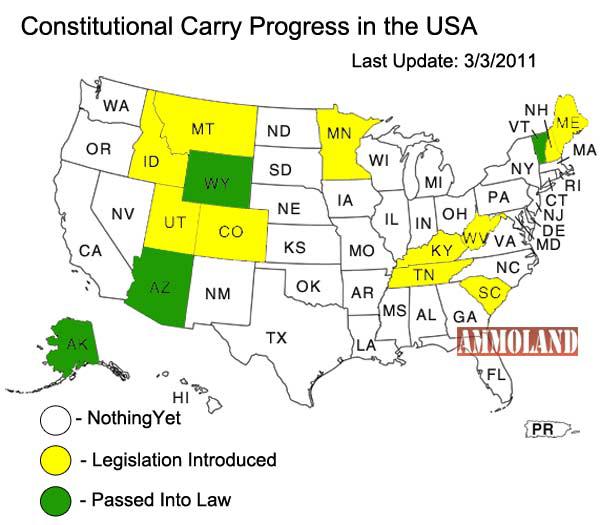 Constitutional Carry Progress in the USA
Last Update: 3/3/2011
WA
MT
ND
MN
NH
ME
VT
OR
ID
SD
WI
MA
WY
MI
NY
RI
NE
IA
PA
CT
NV
UT
CO
IL
IN
OH
NJ
DE
WV
VA
MD
CA
KS
MO
KY
NC
AZ
NM
OK
AR
TN
SC
TX
LA
MS
AL
GA
AMMOLAND
AK
FL
HI
PR
- NothingYet
- Legislation Introduced
- Passed Into Law